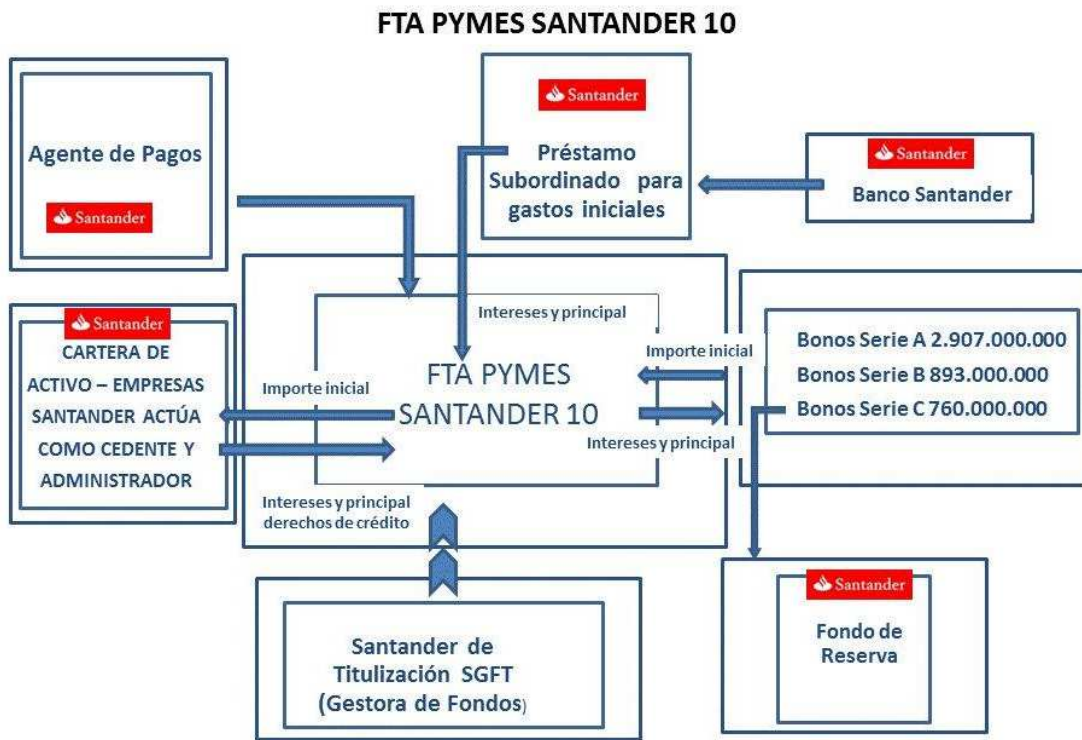 FTA PYMES SANTANDER 10
Agente de Pagos
Santander
Santander
Préstamo
Subordinado para
gastos iniciales
Santander
Banco Santander
Santander
CARTERA DE
ACTIVO – EMPRESAS
SANTANDER ACTÚA
COMO CEDENTE Y
ADMINISTRADOR
Importe inicial
Intereses y principal
FTA PYMES
SANTANDER 10
Importe inicial
Intereses y principal
Intereses y principal
derechos de crédito
Bonos Serie A 2.907.000.000
Bonos Serie B 893.000.000
Bonos Serie C 760.000.000
Santander de
Titulización SGFT
(Gestora de Fondos)
Santander
Fondo de
Reserva